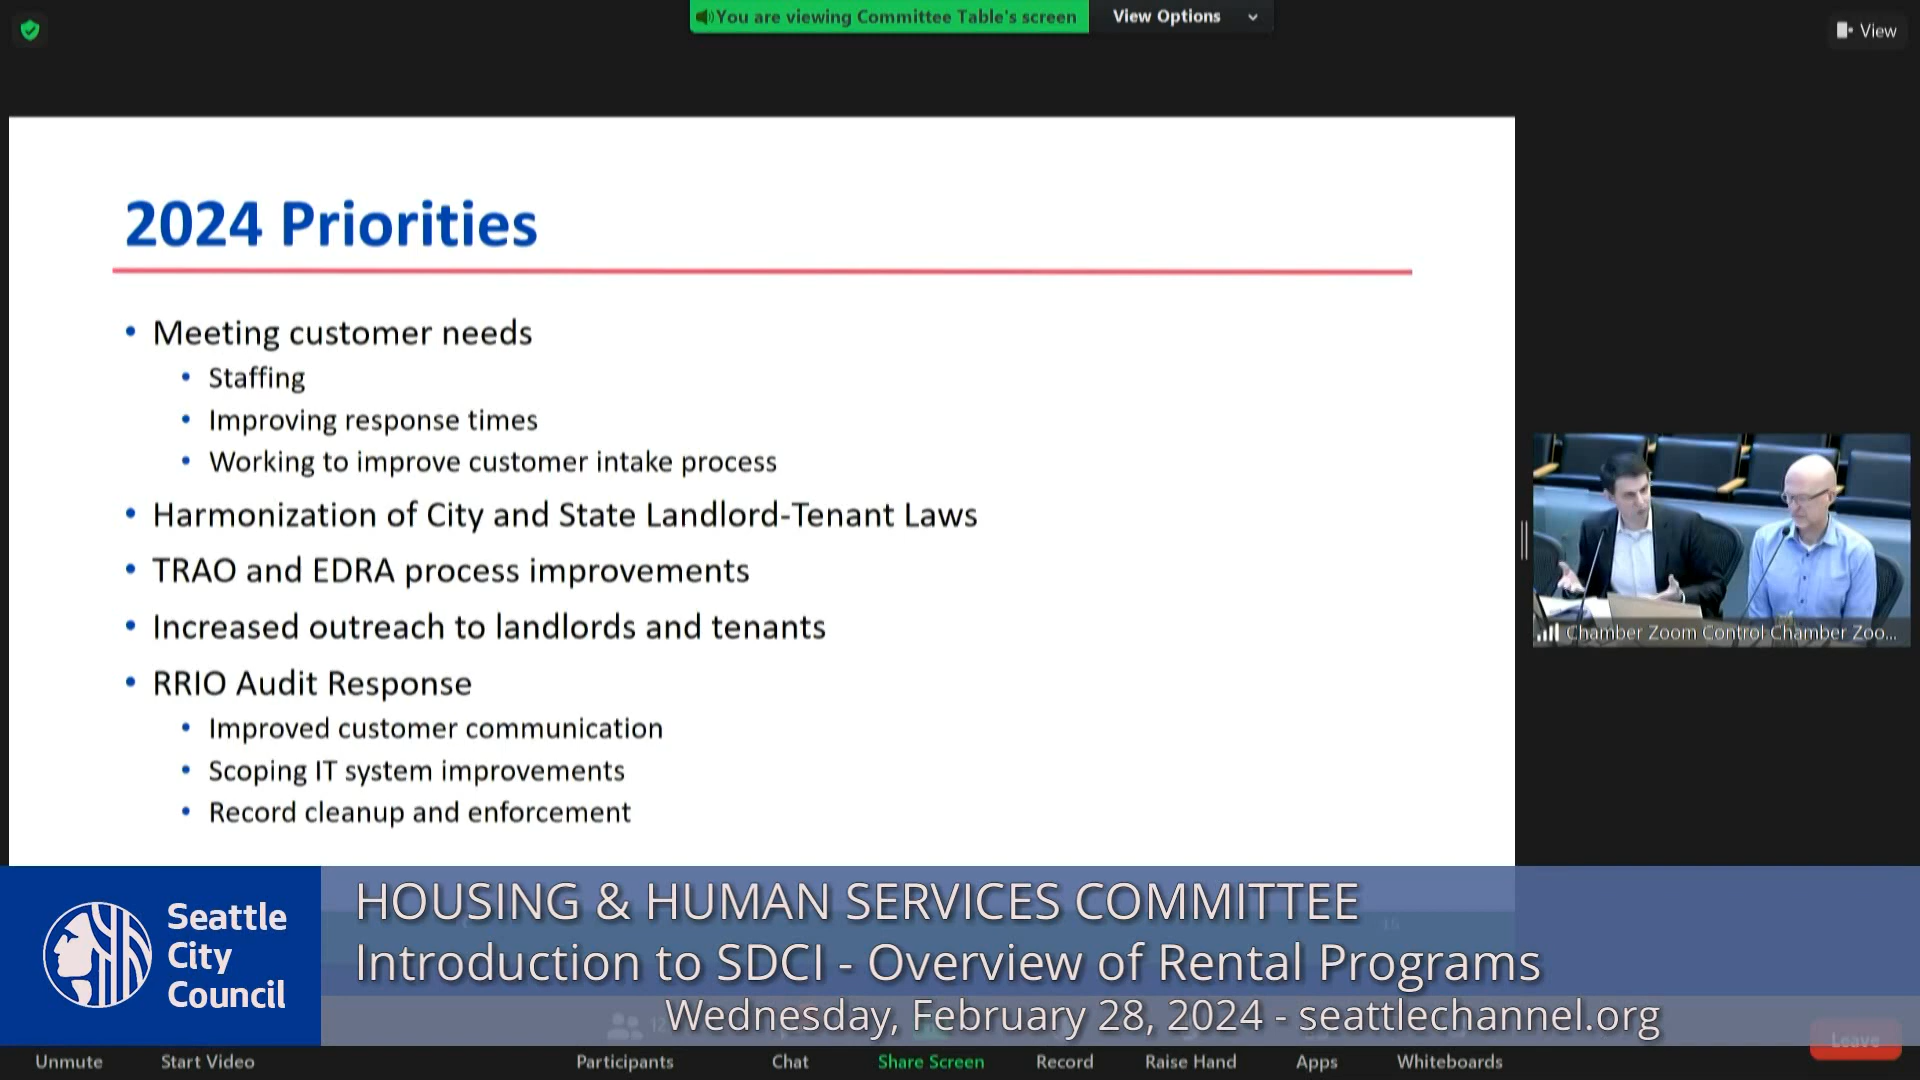 You are viewing Committee Table's screen
View Options
View
2024 Priorities
• Meeting customer needs
• Staffing
• Improving response times
• Working to improve customer intake process
• Harmonization of City and State Landlord-Tenant Laws
• TRAO and EDRA process improvements
• Increased outreach to landlords and tenants
• RRIO Audit Response
• Improved customer communication
• Scoping IT system improvements
• Record cleanup and enforcement
Chamber Zoom Control Chamber Zoo...
Seattle
City
Council
HOUSING & HUMAN SERVICES COMMITTEE
15
Introduction to SDCI - Overview of Rental Programs
Wednesday, February 28, 2024 - seattlechannel.org
Leave
Unmute
Start Video
Participants
Chat
Share Screen
Record
Raise Hand
Apps
Whiteboards